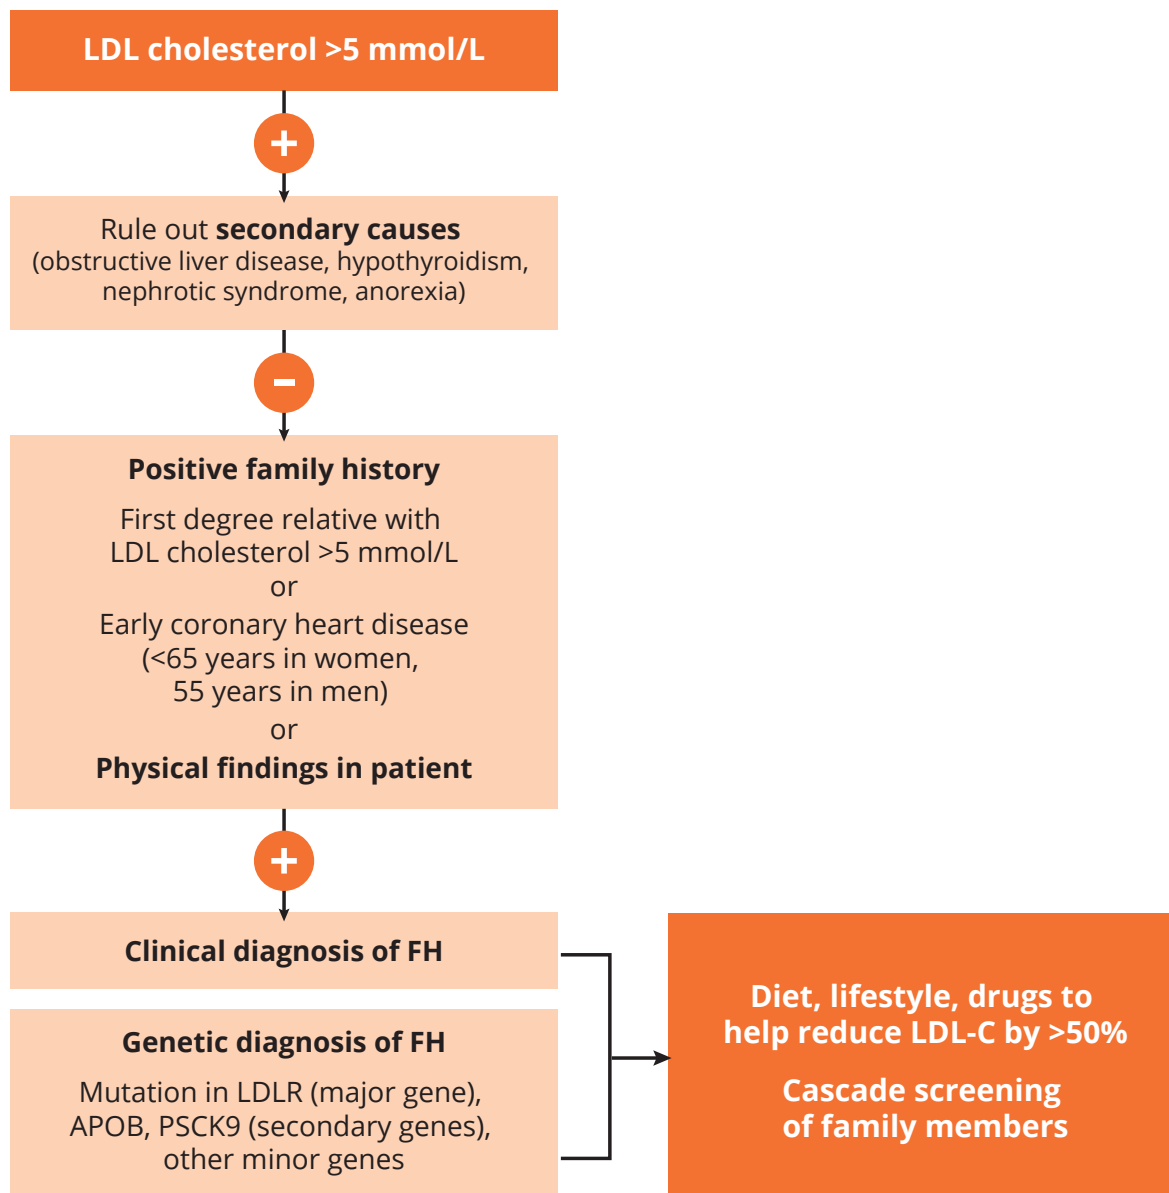 LDL cholesterol >5 mmol/L
+
Rule out secondary causes
(obstructive liver disease, hypothyroidism,
nephrotic syndrome, anorexia)
-
Positive family history
First degree relative with
LDL cholesterol >5 mmol/L
or
Early coronary heart disease
(<65 years in women,
55 years in men)
or
Physical findings in patient
+
Clinical diagnosis of FH
Genetic diagnosis of FH
Mutation in LDLR (major gene),
APOB, PSCK9 (secondary genes),
other minor genes
Diet, lifestyle, drugs to
help reduce LDL-C by >50%
Cascade screening
of family members